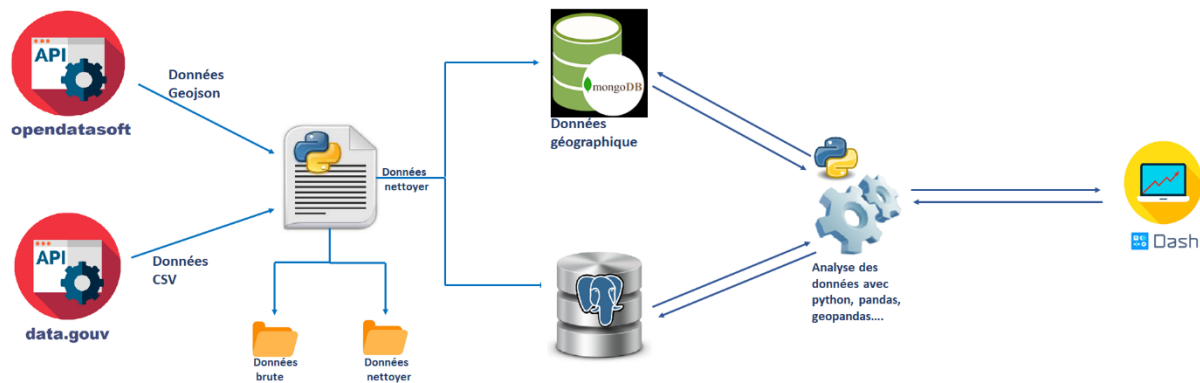 API
opendatasoft
Données
Geojson
API
data.gouv
Données
CSV
Données
nettoyer
Données
brute
Données
nettoyer
mongoDB
Données
géographique
Analyse des
données avec
python, pandas,
geopandas....
Dash